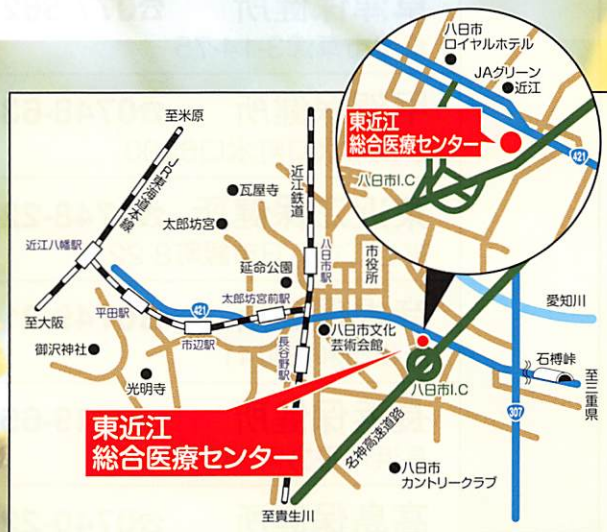 八日市
ロイヤルホテル
JAグリーン
近江
東近江
総合医療センター
421
八日市I.C
至米原
JR東海道本線
近江鉄道
瓦屋寺
太郎坊宮
近江八幡駅
八日市駅
市役所
延命公園
太郎坊宮前駅
愛知川
421
平田駅
至大阪
市辺駅
八日市文化
芸術会館
御沢神社
長谷野駅
石榑峠
光明寺
八日市I.C
至三重県
307
東近江
総合医療センター
名神高速道路
八日市
カントリークラブ
至貴生川